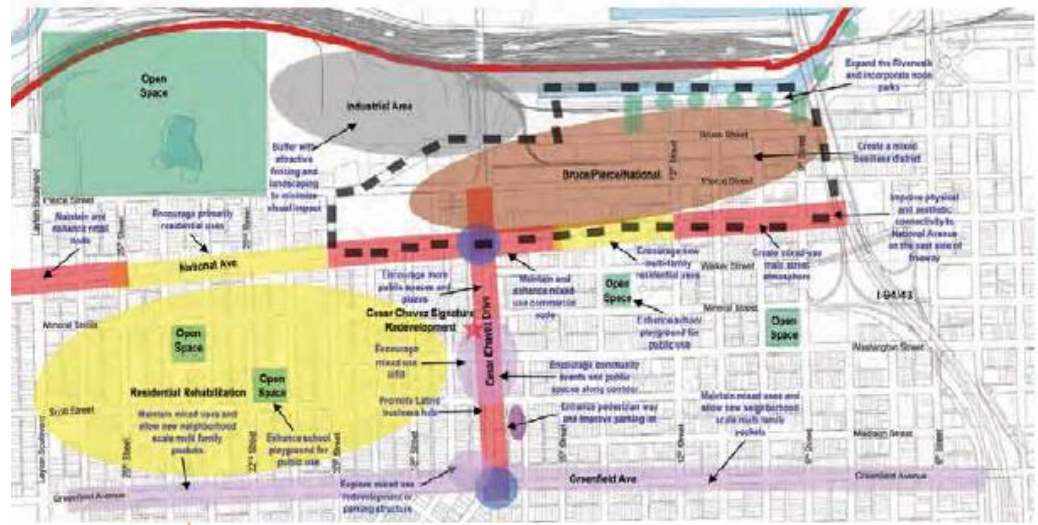 Open
Space
Industrial Area
Expand the Riverwalk
and incorporate node
parks
Buffer with
attractive
fencing and
landscaping
to minimize
visual impact
Bruce Street
Create a mixed
business district
Bruce/Pierce/National
Pierce Street
Pierce Street
Maintain and
enhance retail
node
Encourage primarily
residential uses
Improve physical
and aesthetic
connectivity to
National Avenue
on the east side of
freeway
National Ave.
Encourage more
public spaces and
plazas
Maintain and
enhance mixed
use commercial
node
Encourage new
multi-family
residential uses
Create mixed-use
main street
atmosphere
Walker Street
I-94/43
Mineral Street
Mineral Street
Open
Space
Enhance school
playground for
public use
Open
Space
Washington Street
Cesar Chavez Signature
Redevelopment
Cesar Chavez Drive
Open
Space
Encourage
mixed use
infill
Encourage community
events and public
spaces along corridor
Residential Rehabilitation
Open
Space
Promote Latino
business hub
Scott Street
Maintain mixed uses and
allow new neighborhood
scale multi family
pockets
Enhance school
playground for
public use
Enhance pedestrian way
and improve parking lot
Maintain mixed uses and
allow new neighborhood
scale multi family
pockets
Madison Street
Explore mixed use
redevelopment or
parking structure
Greenfield Avenue
Greenfield Ave
Greenfield Avenue